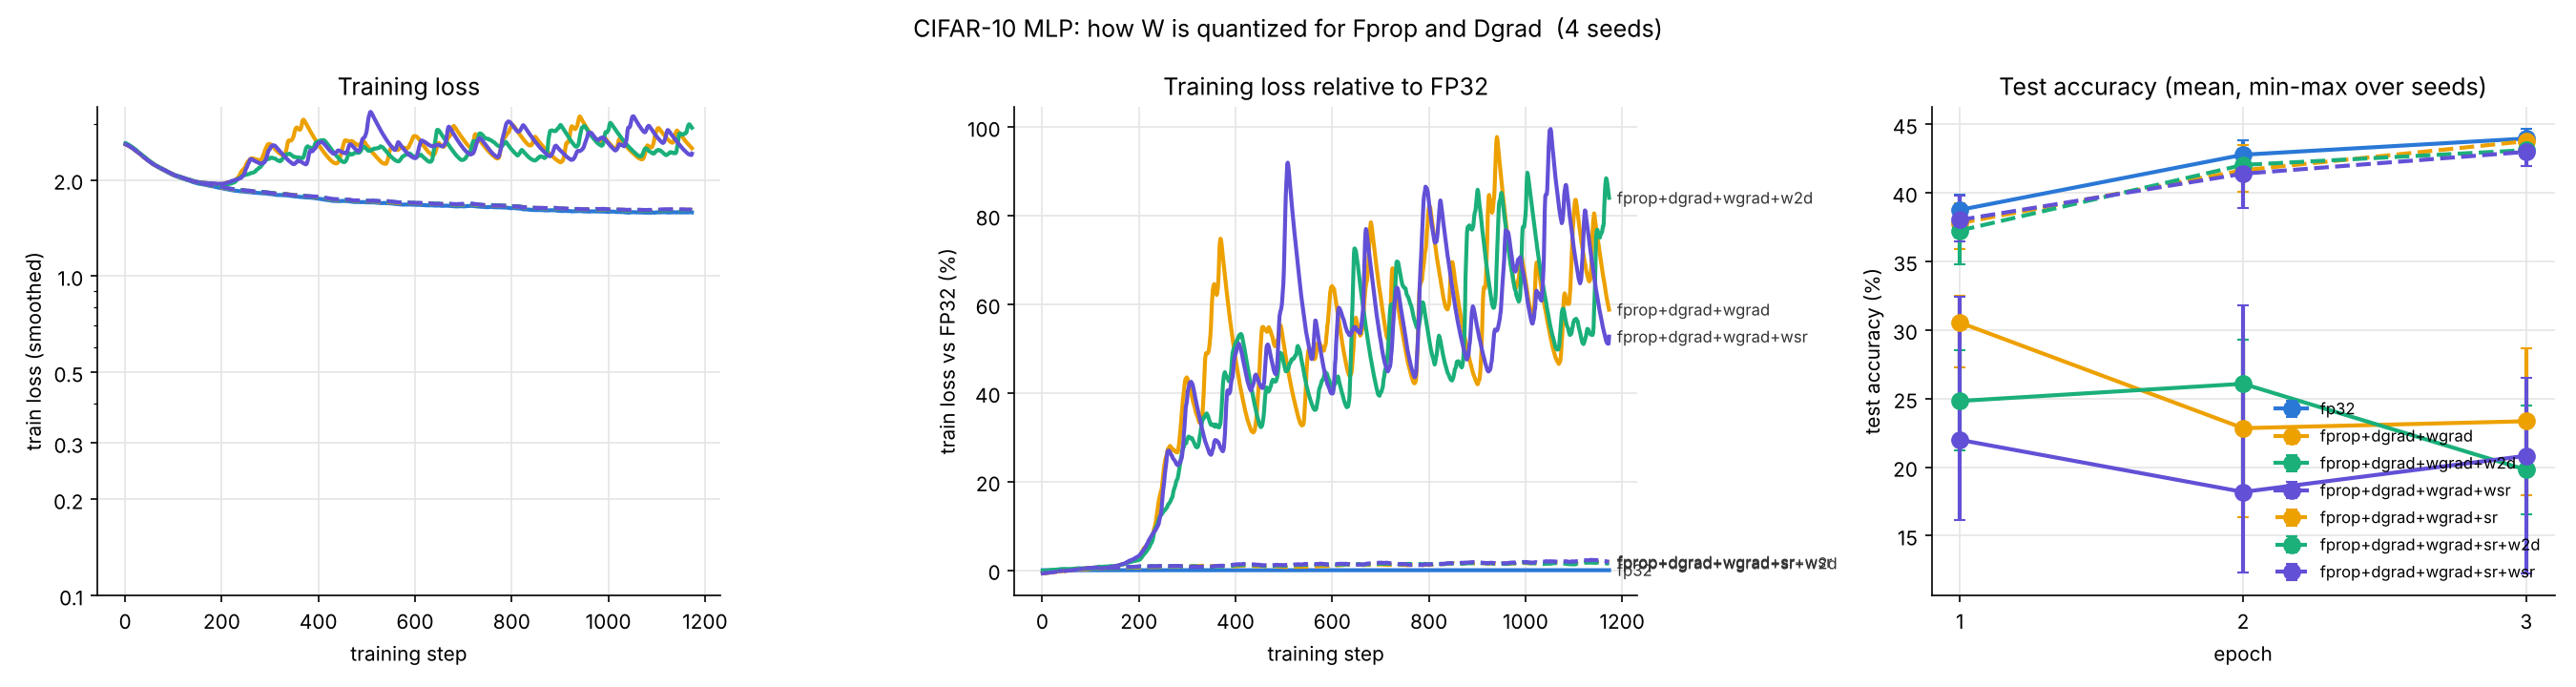 CIFAR-10 MLP: how W is quantized for Fprop and Dgrad (4 seeds)
Training loss
train loss (smoothed)
2.0
1.0
0.5
0.3
0.2
0.1
0 200 400 600 800 1000 1200
training step
Training loss relative to FP32
train loss vs FP32 (%)
100
80
60
40
20
0
fprop+dgrad+wgrad+w2d
fprop+dgrad+wgrad
fprop+dgrad+wgrad+wsr
fprop+dgrad+wgrad+sr+wsr
fp32
0 200 400 600 800 1000 1200
training step
Test accuracy (mean, min-max over seeds)
test accuracy (%)
45
40
35
30
25
20
15
fp32
fprop+dgrad+wgrad
fprop+dgrad+wgrad+w2d
fprop+dgrad+wgrad+wsr
fprop+dgrad+wgrad+sr
fprop+dgrad+wgrad+sr+w2d
fprop+dgrad+wgrad+sr+wsr
1 2 3
epoch